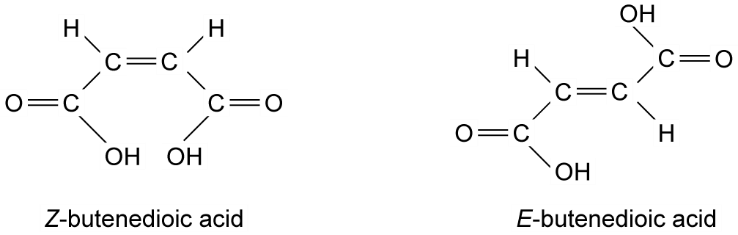 H H
C=C
O=C C=O
OH OH
Z-butenedioic acid
OH
H C=O
C=C
O=C H
OH
E-butenedioic acid